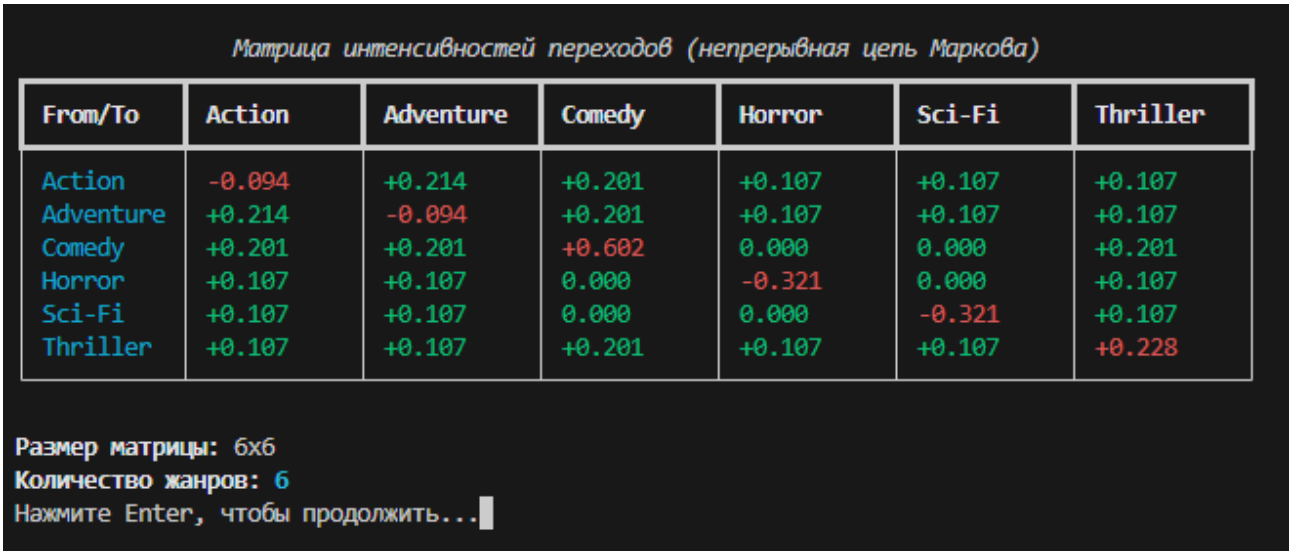 Матрица интенсивностей переходов (непрерывная цепь Маркова)
From/To Action Adventure Comedy Horror Sci-Fi Thriller
Action -0.094 +0.214 +0.201 +0.107 +0.107 +0.107
Adventure +0.214 -0.094 +0.201 +0.107 +0.107 +0.107
Comedy +0.201 +0.201 +0.602 0.000 0.000 +0.201
Horror +0.107 +0.107 0.000 -0.321 0.000 +0.107
Sci-Fi +0.107 +0.107 0.000 0.000 -0.321 +0.107
Thriller +0.107 +0.107 +0.201 +0.107 +0.107 +0.228
Размер матрицы: 6x6
Количество жанров: 6
Нажмите Enter, чтобы продолжить...